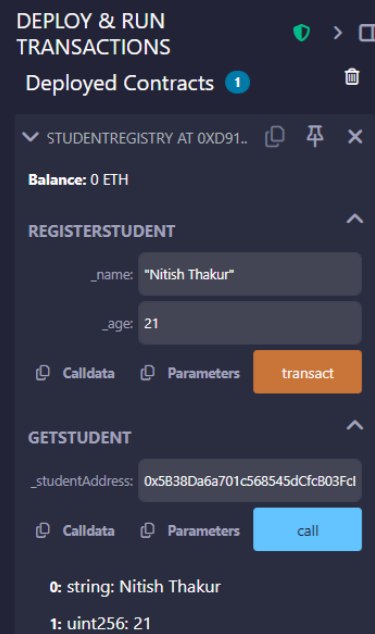 DEPLOY & RUN
TRANSACTIONS
Deployed Contracts 1
STUDENTREGISTRY AT 0XD91..
Balance: 0 ETH
REGISTERSTUDENT
_name: "Nitish Thakur"
_age: 21
Calldata Parameters transact
GETSTUDENT
_studentAddress: 0x5B38Da6a701c568545dCfcB03Fcl
Calldata Parameters call
0: string: Nitish Thakur
1: uint256: 21